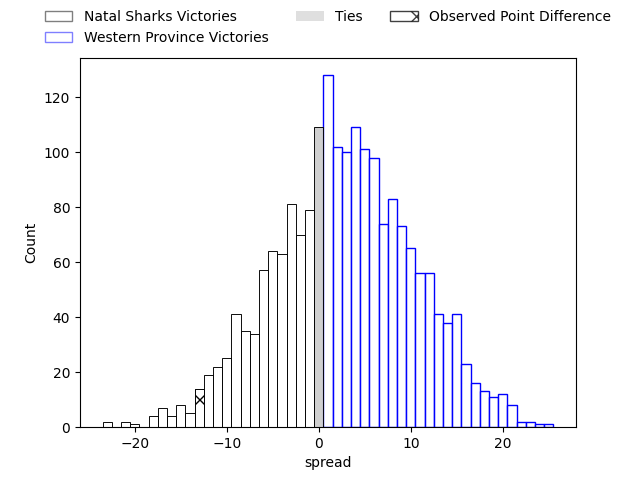 Natal Sharks Victories
Western Province Victories
Ties
Observed Point Difference
Count
120
100
80
60
40
20
0
−20
−10
0
10
20
spread